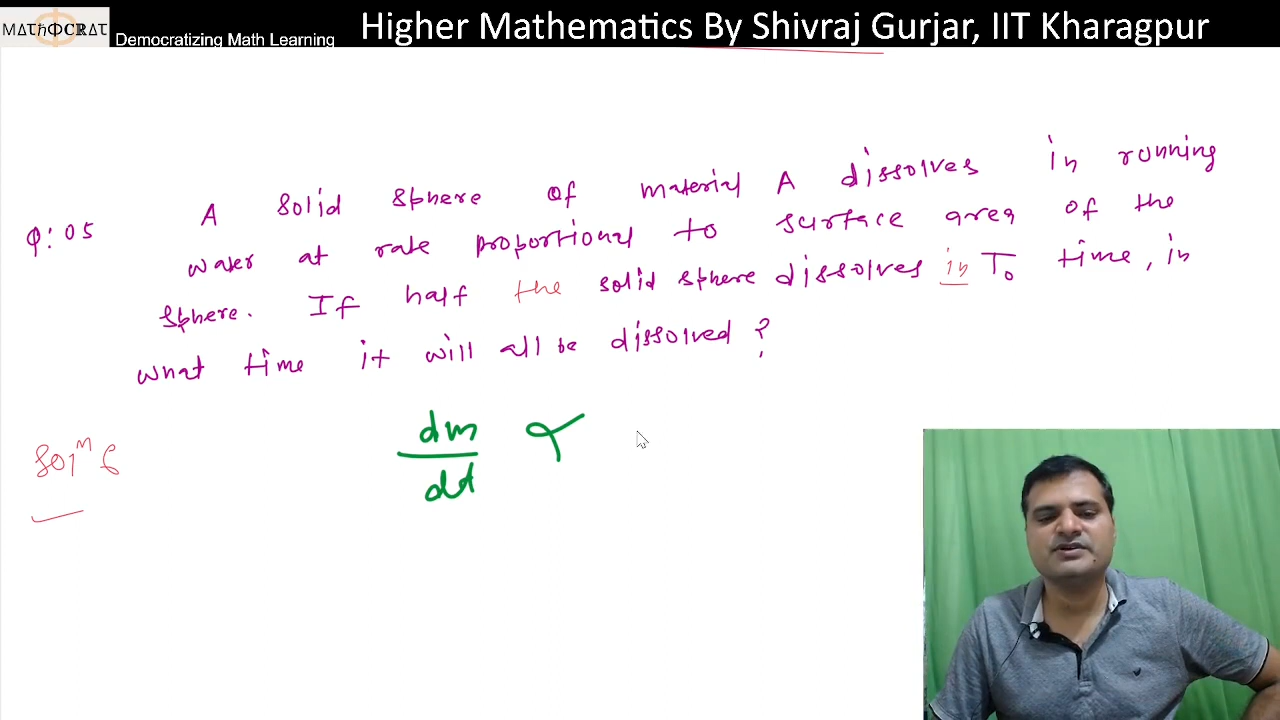 MΔThΦCRΔT
Democratizing Math Learning
Higher Mathematics By Shivraj Gurjar, IIT Kharagpur
Q:05 A solid sphere of material A dissolves in running
water at rate proportional to surface area of the
sphere. If half the solid sphere dissolves in T₀ time, in
what time it will all be dissolved ?
Solⁿ
dm/dt ∝